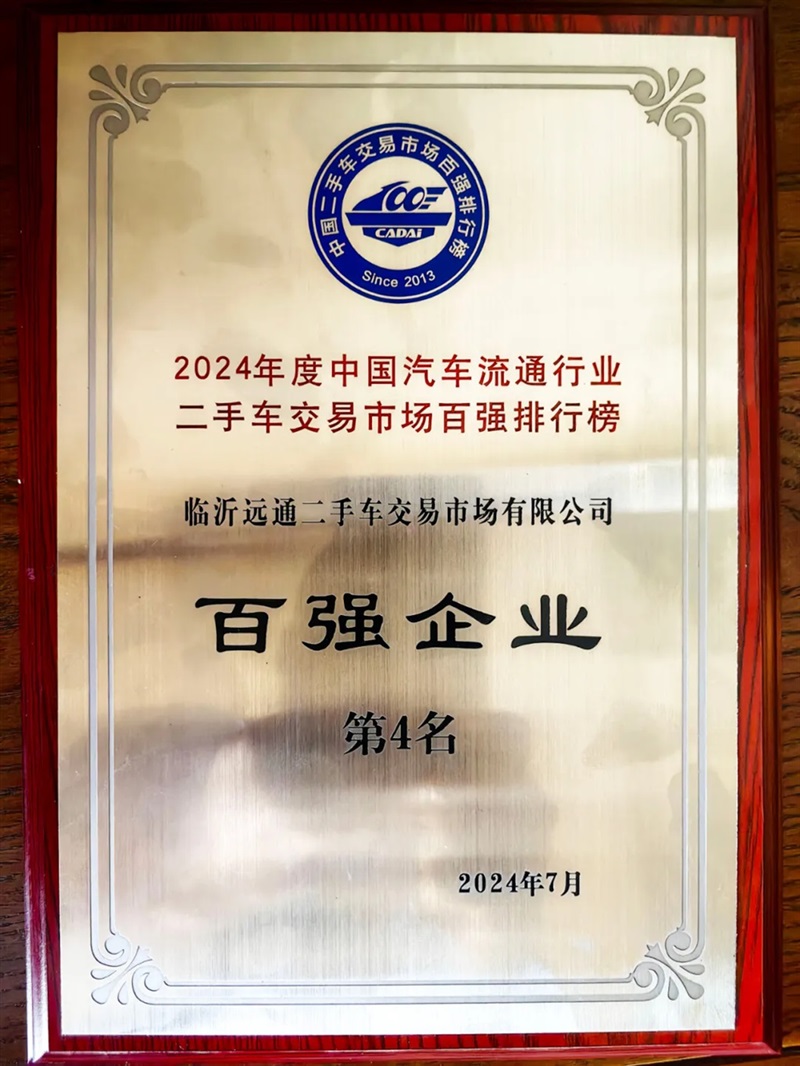 中国二手车交易市场百强排行榜
100
CADAi
Since 2013
2024年度中国汽车流通行业
二手车交易市场百强排行榜
临沂远通二手车交易市场有限公司
百强企业
第4名
2024年7月